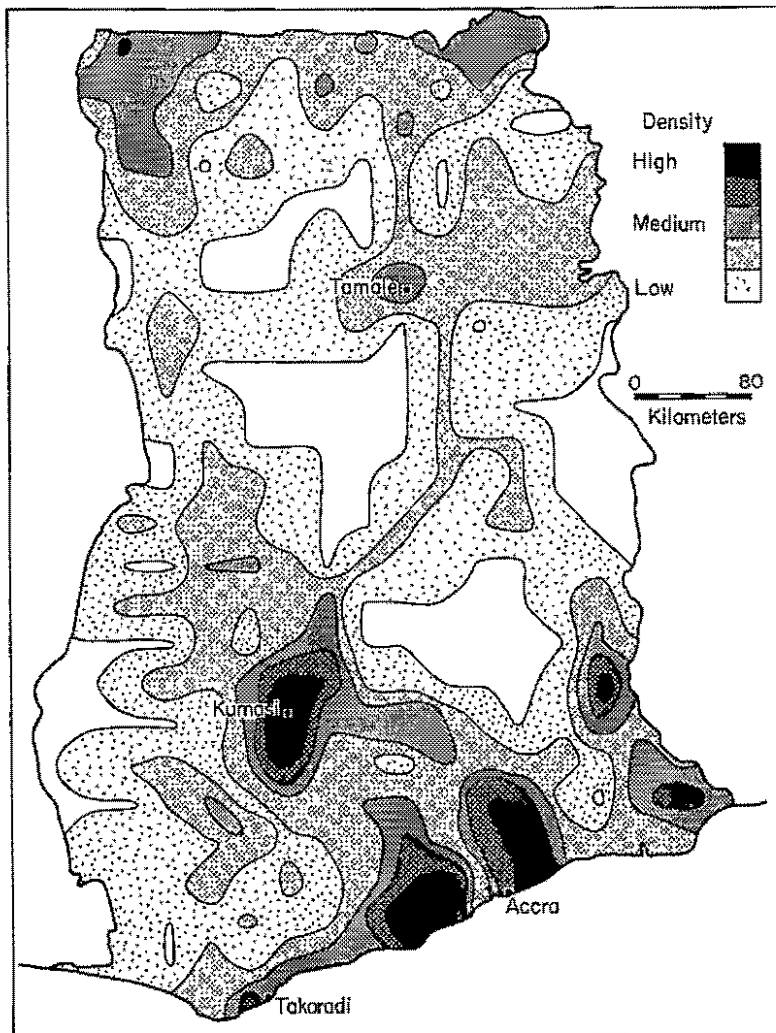 Density
High
Medium
Low
Tamale
0 80
Kilometers
Kumasi
Accra
Takoradi